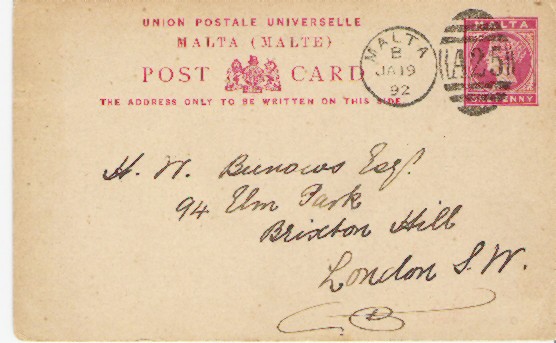 UNION POSTALE UNIVERSELLE
MALTA (MALTE)
POST CARD
THE ADDRESS ONLY TO BE WRITTEN ON THIS SIDE
MALTA
B
JA 19
92
A25
MALTA
ONE PENNY
H. W. Burrows Esqr.
94 Elm Park
Brixton Hill
London S.W.